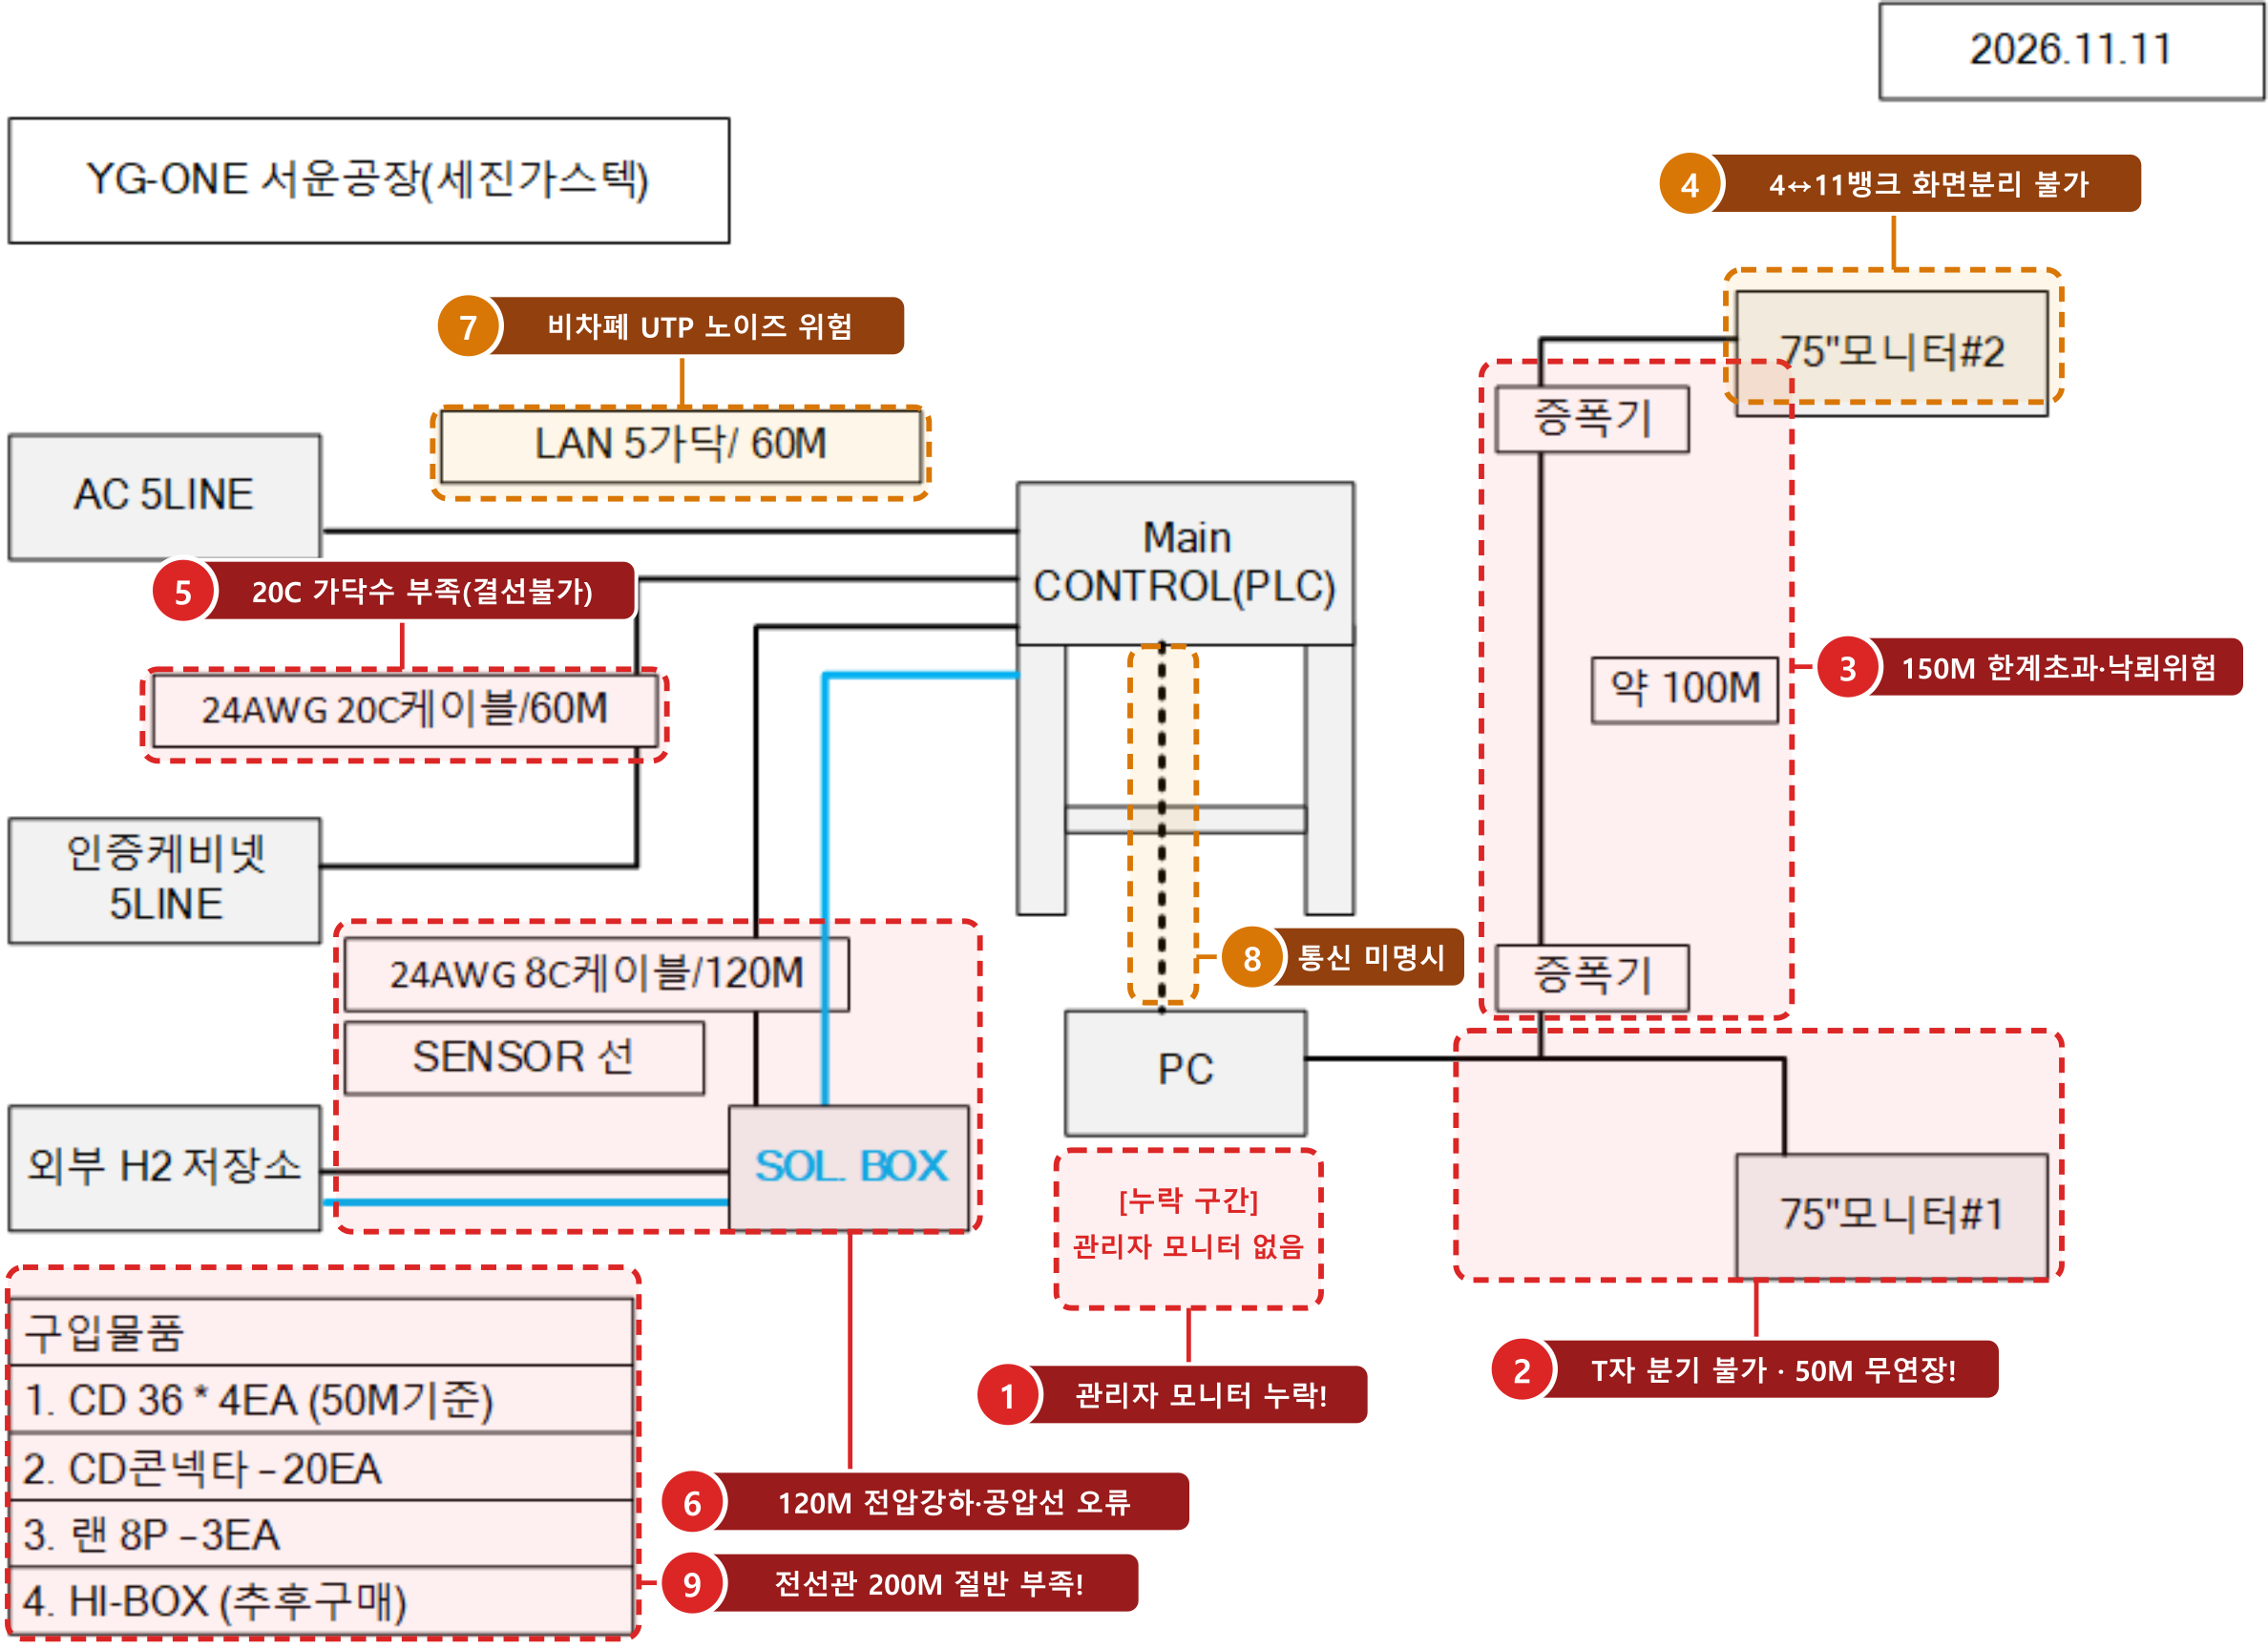 2026.11.11
YG-ONE 서운공장(세진가스텍)
4
4↔11뱅크 화면분리 불가
7
비차폐 UTP 노이즈 위험
75"모니터#2
증폭기
LAN 5가닥/ 60M
AC 5LINE
Main
CONTROL(PLC)
5
20C 가닥수 부족(결선불가)
약 100M
3
150M 한계초과·낙뢰위험
24AWG 20C케이블/60M
인증케비넷
5LINE
24AWG 8C케이블/120M
8
통신 미명시
증폭기
SENSOR 선
PC
외부 H2 저장소
SOL. BOX
[누락 구간]
관리자 모니터 없음
75"모니터#1
구입물품
1. CD 36 * 4EA (50M기준)
2. CD콘넥타 – 20EA
3. 랜 8P – 3EA
4. HI-BOX (추후구매)
1
관리자 모니터 누락!
2
T자 분기 불가 · 50M 무연장!
6
120M 전압강하·공압선 오류
9
전선관 200M 절반 부족!